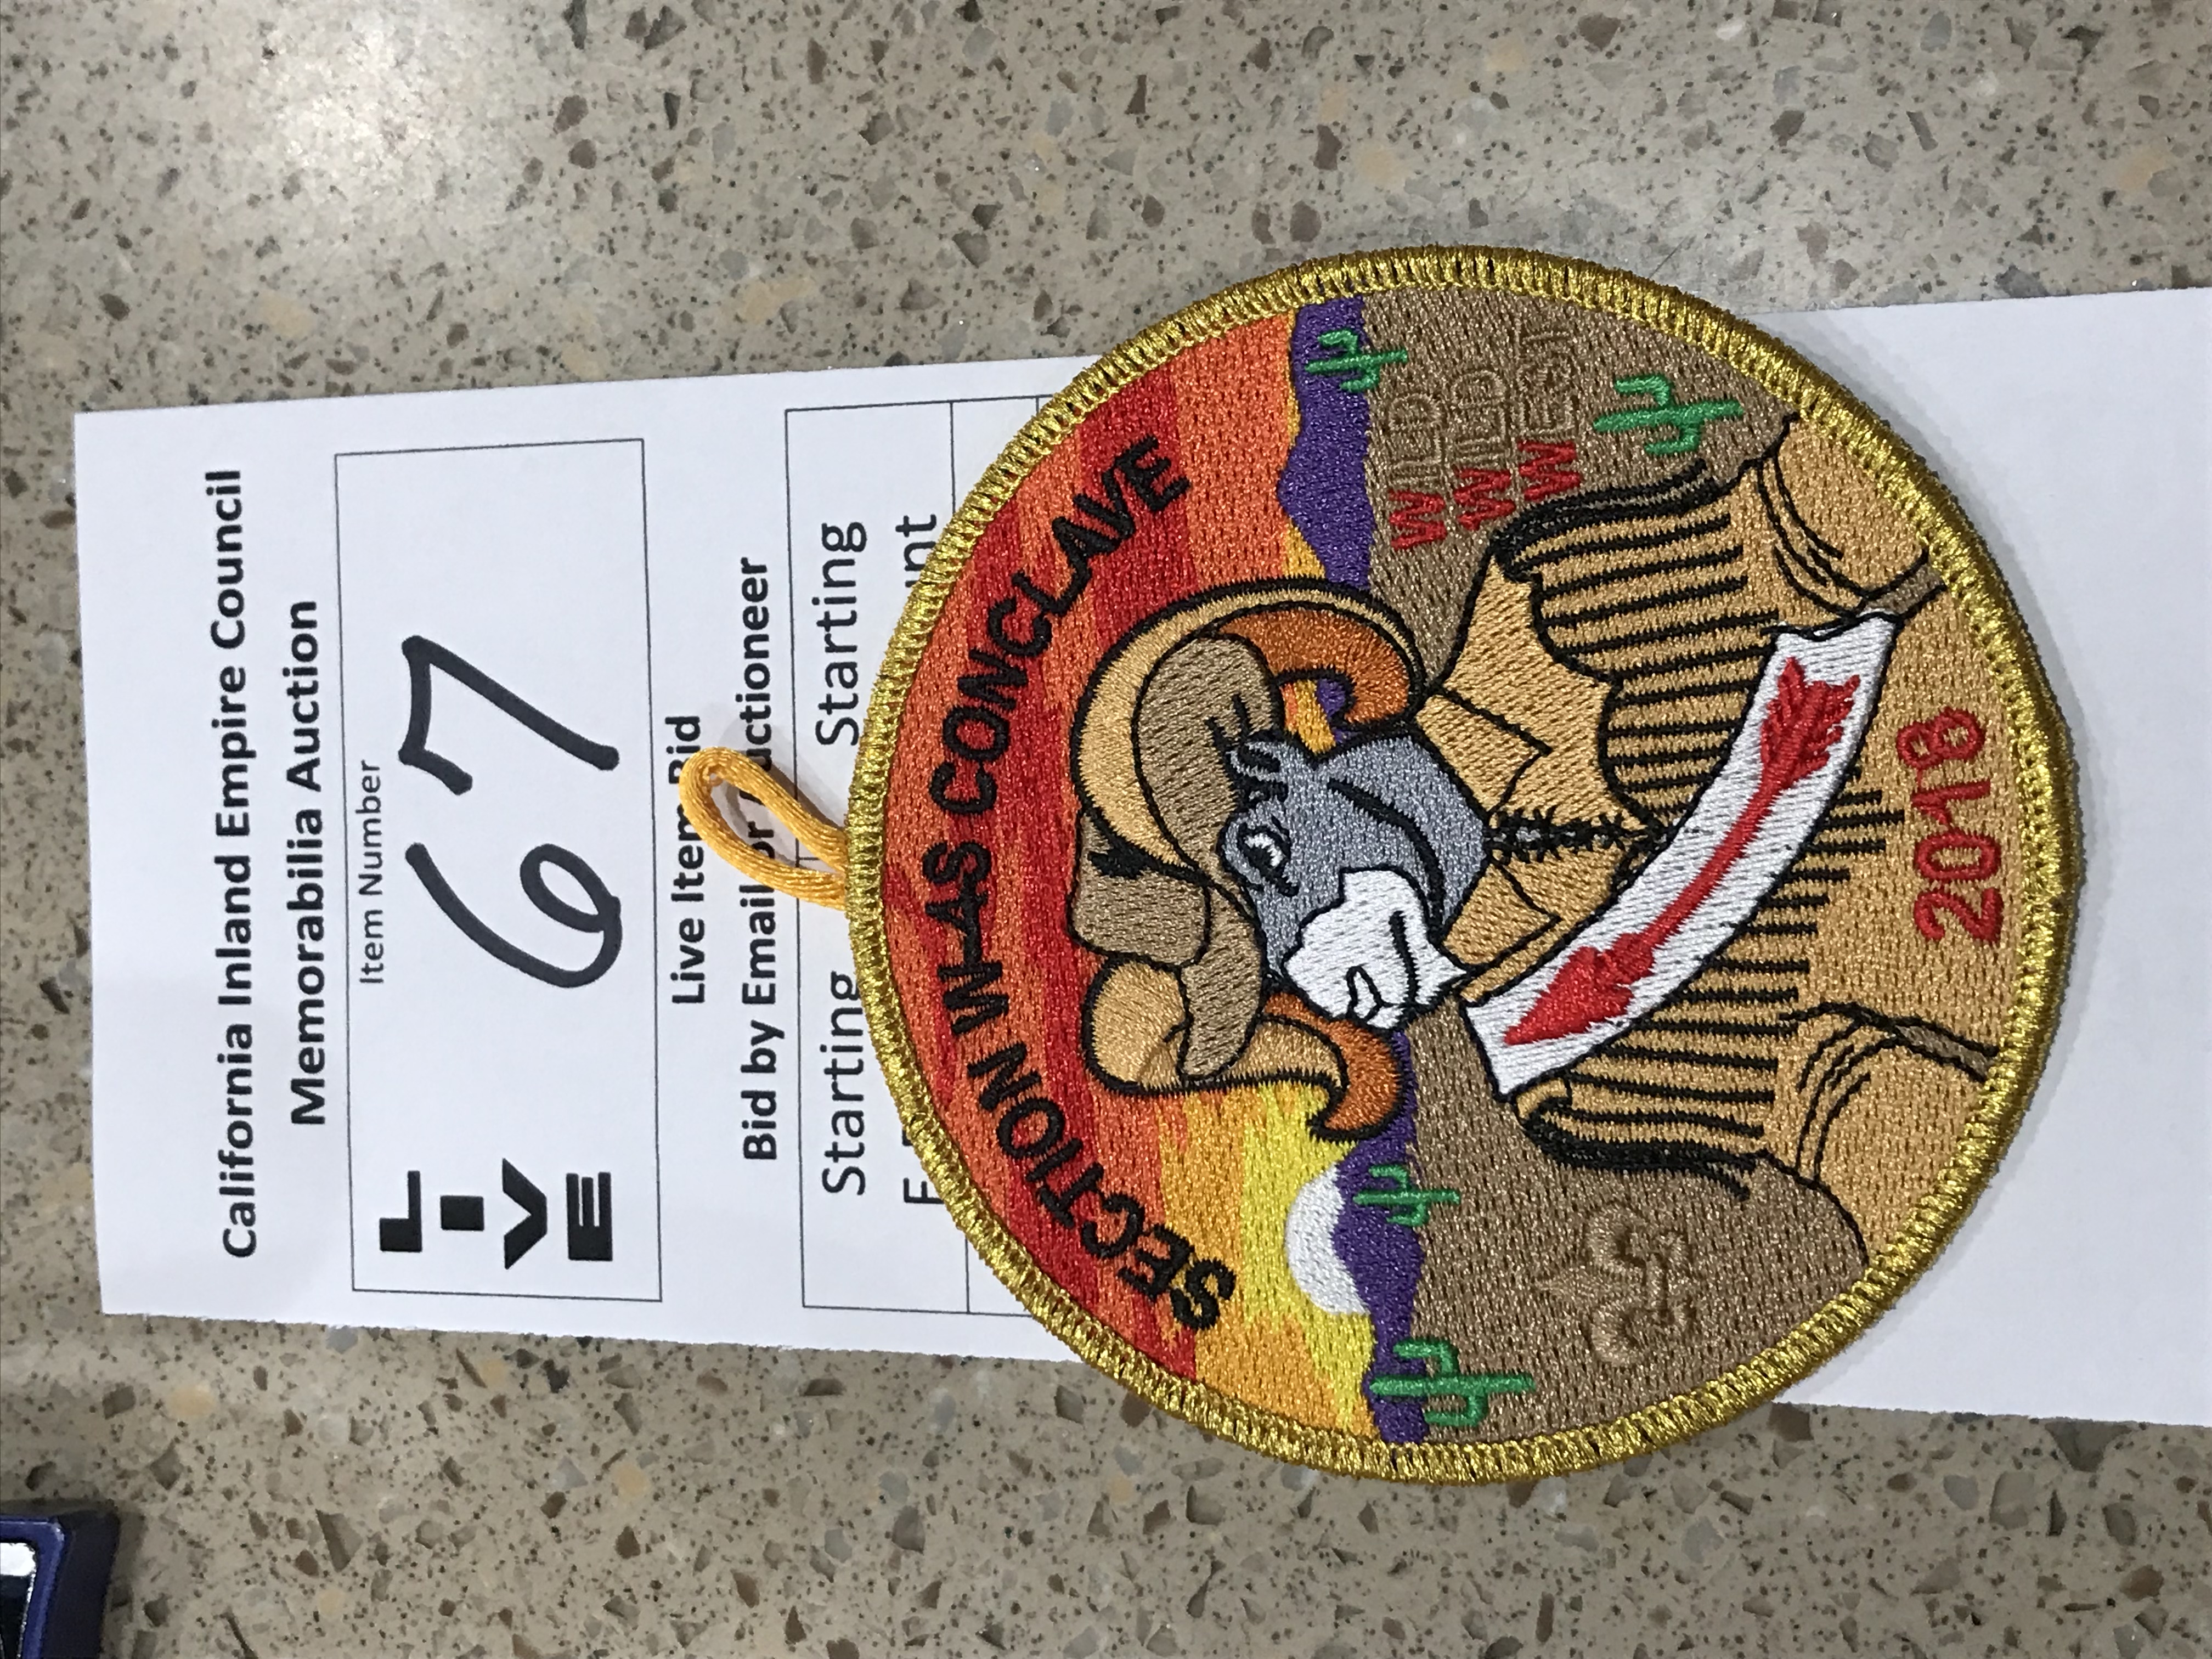 California Inland Empire Council
Memorabilia Auction
Item Number
LIVE
67
Live Item Bid
Bid by Email or Auctioneer
Starting
Starting
SECTION W-4S CONCLAVE
WILD
WILD
WEST
2018